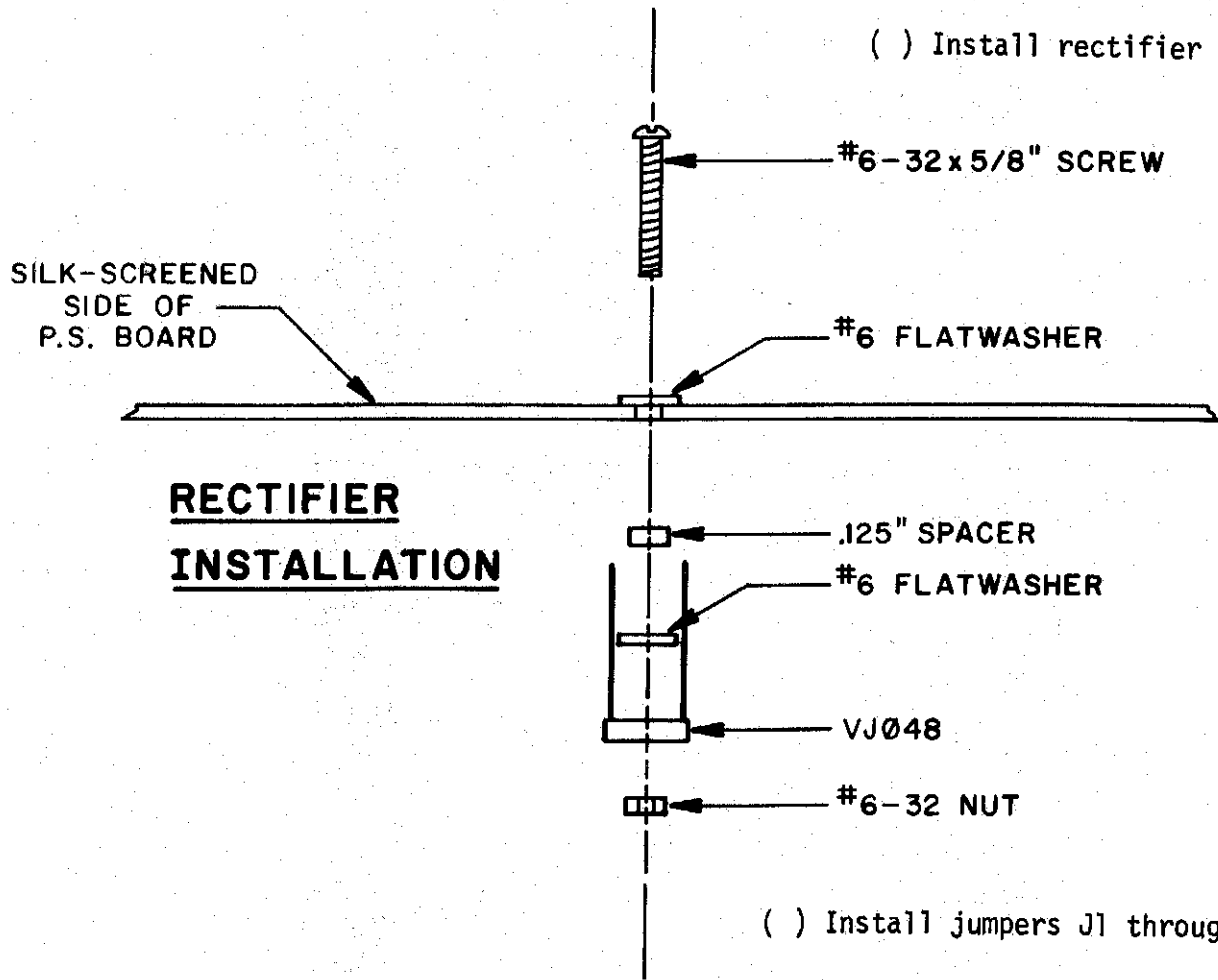 ( ) Install rectifier
#6-32 x 5/8" SCREW
SILK-SCREENED
SIDE OF
P.S. BOARD
#6 FLATWASHER
RECTIFIER
INSTALLATION
.125" SPACER
#6 FLATWASHER
VJØ48
#6-32 NUT
( ) Install jumpers J1 throug